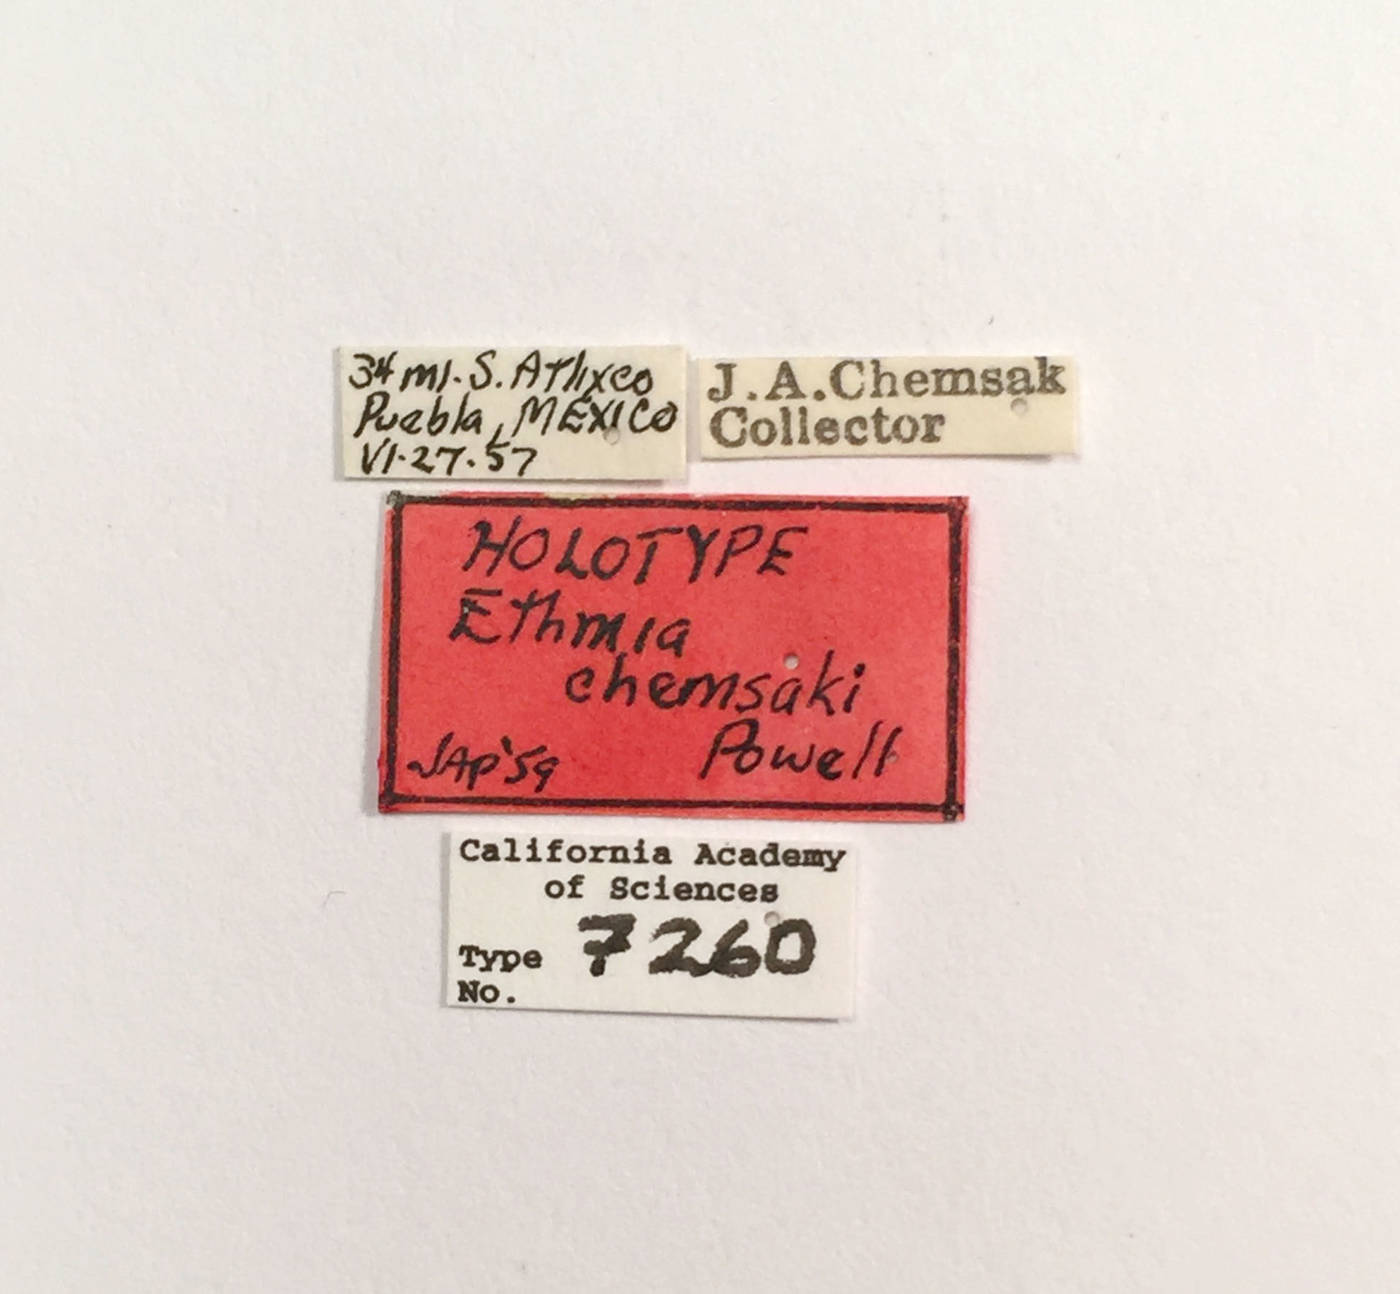 34 mi. S. Atlixco
Puebla, MEXICO
VI-27-57
J.A.Chemsak
Collector
HOLOTYPE
Ethmia
chemsaki
Powell
JAP '59
California Academy
of Sciences
Type 7260
No.